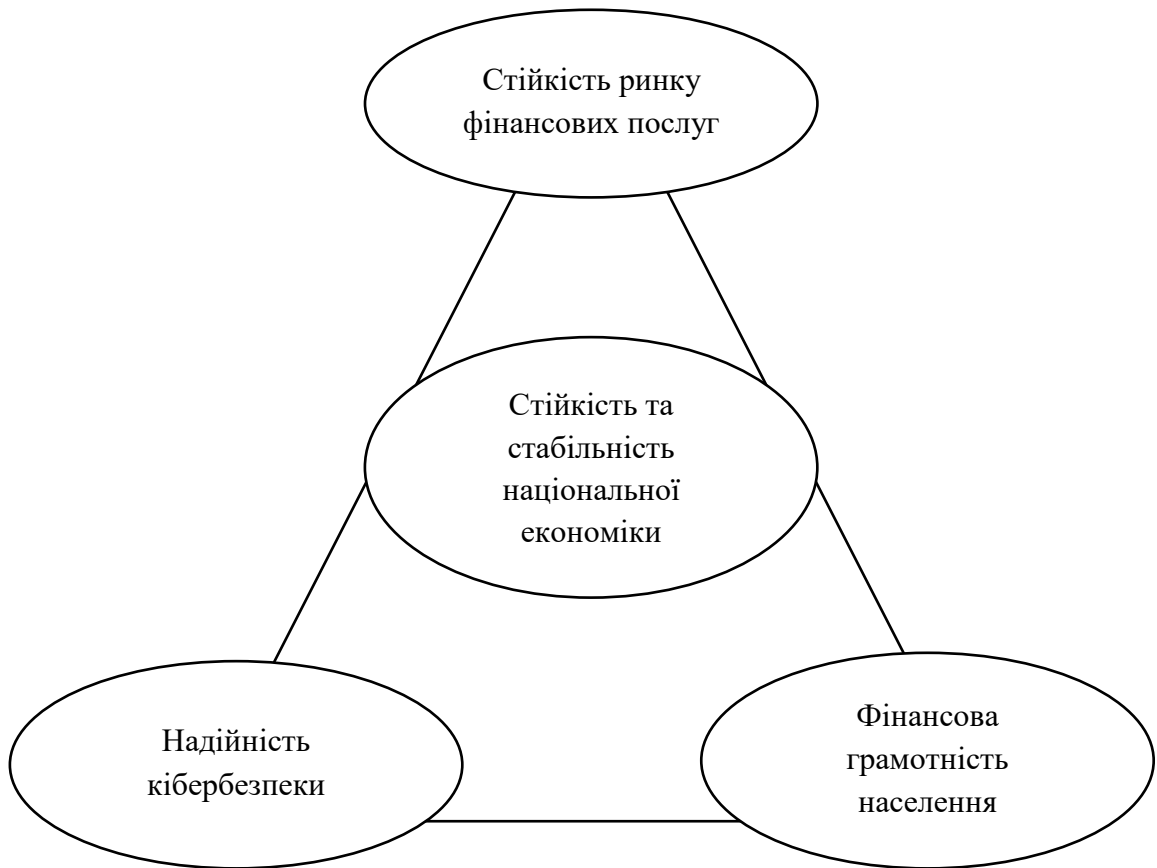 Стійкість ринку
фінансових послуг
Стійкість та
стабільність
національної
економіки
Надійність
кібербезпеки
Фінансова
грамотність
населення